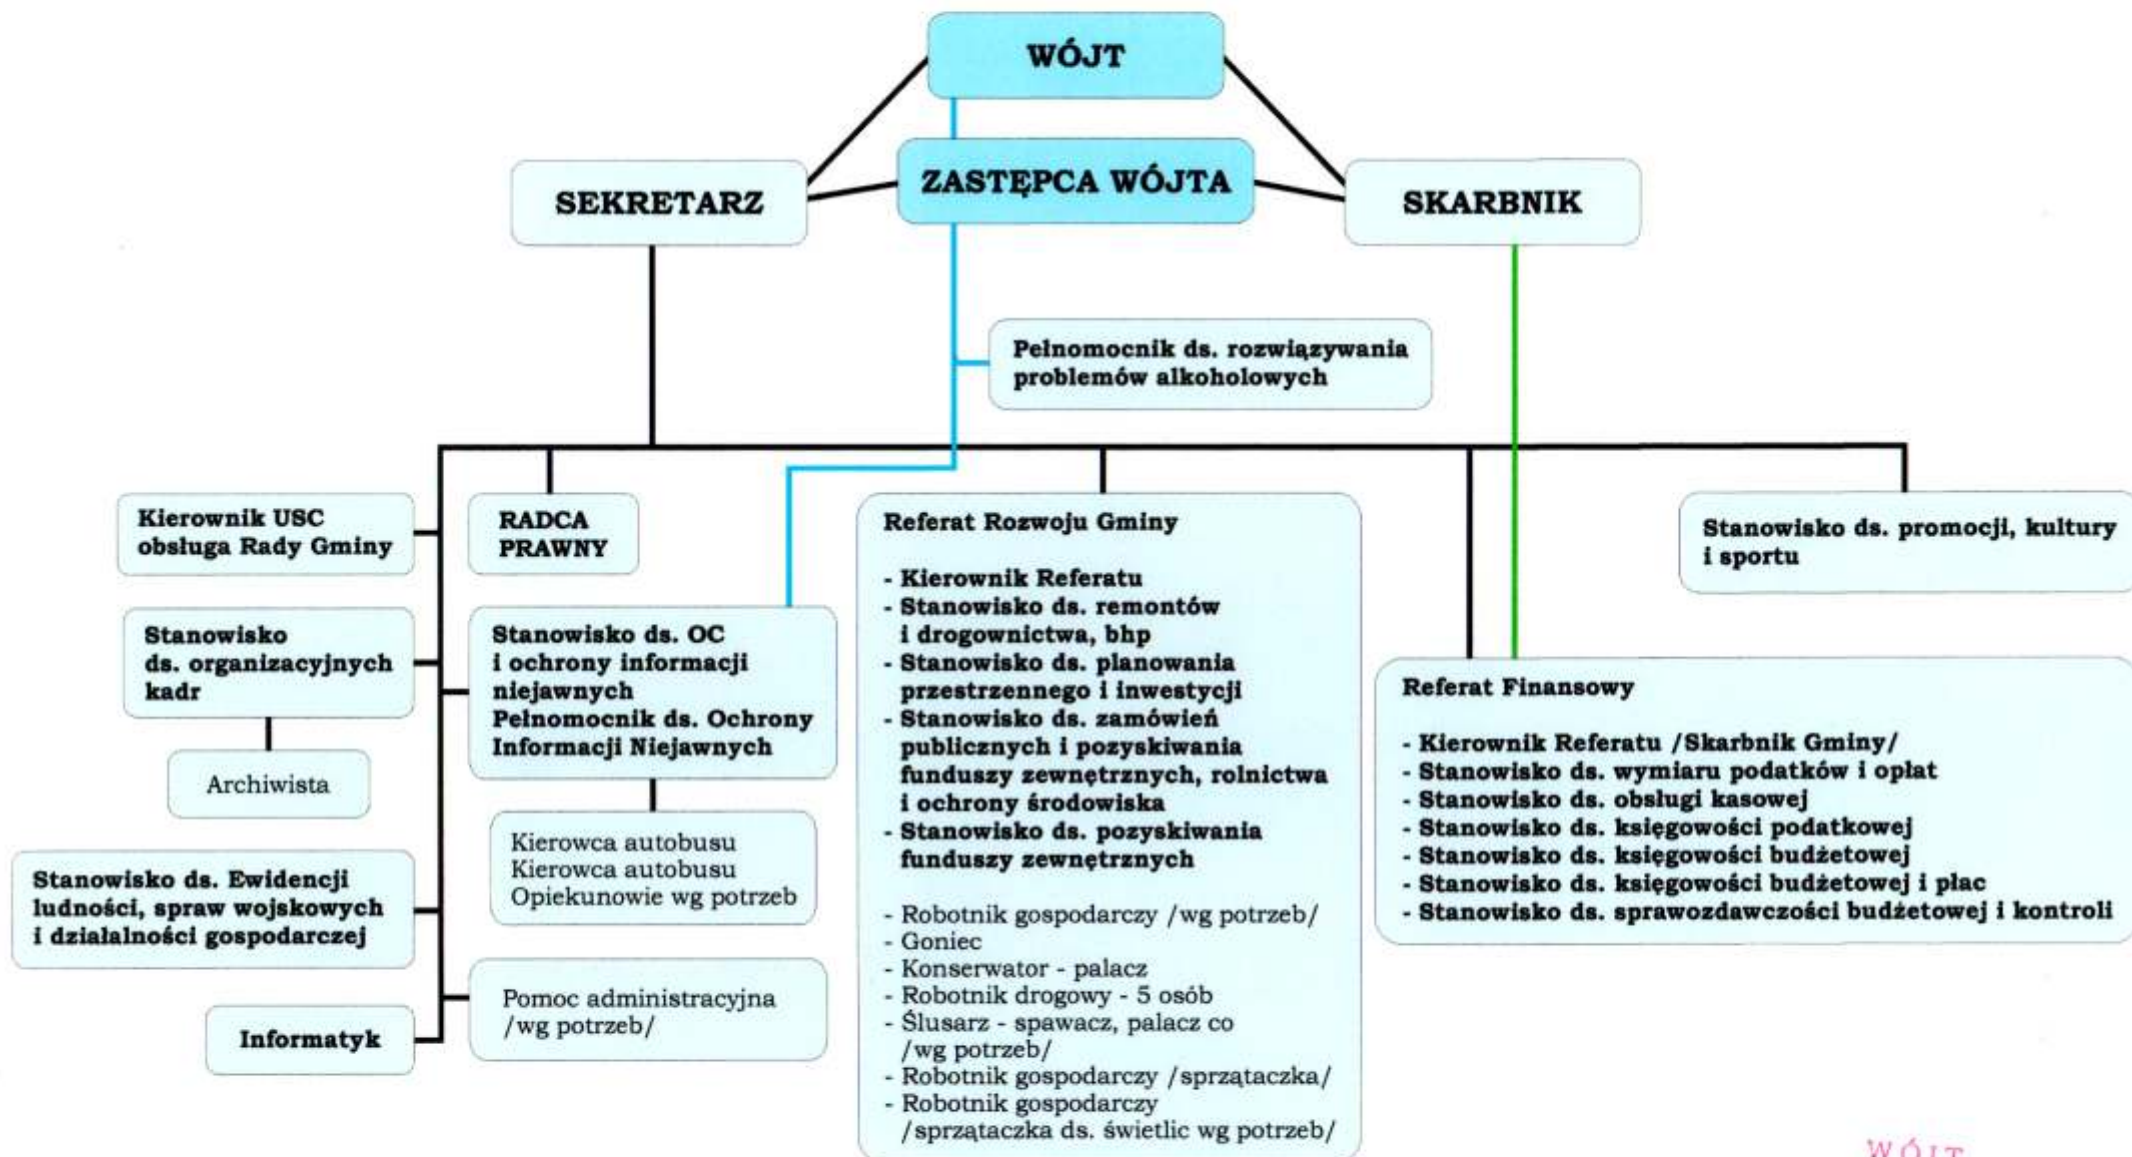 WÓJT
ZASTĘPCA WÓJTA
SEKRETARZ
SKARBNIK
Pełnomocnik ds. rozwiązywania
problemów alkoholowych
Kierownik USC
obsługa Rady Gminy
RADCA
PRAWNY
Stanowisko
ds. organizacyjnych
kadr
Archiwista
Stanowisko ds. Ewidencji
ludności, spraw wojskowych
i działalności gospodarczej
Informatyk
Stanowisko ds. OC
i ochrony informacji
niejawnych
Pełnomocnik ds. Ochrony
Informacji Niejawnych
Kierowca autobusu
Kierowca autobusu
Opiekunowie wg potrzeb
Pomoc administracyjna
/wg potrzeb/
Referat Rozwoju Gminy
- Kierownik Referatu
- Stanowisko ds. remontów
i drogownictwa, bhp
- Stanowisko ds. planowania
przestrzennego i inwestycji
- Stanowisko ds. zamówień
publicznych i pozyskiwania
funduszy zewnętrznych, rolnictwa
i ochrony środowiska
- Stanowisko ds. pozyskiwania
funduszy zewnętrznych
- Robotnik gospodarczy /wg potrzeb/
- Goniec
- Konserwator - palacz
- Robotnik drogowy - 5 osób
- Ślusarz - spawacz, palacz co
/wg potrzeb/
- Robotnik gospodarczy /sprzątaczka/
- Robotnik gospodarczy
/sprzątaczka ds. świetlic wg potrzeb/
Stanowisko ds. promocji, kultury
i sportu
Referat Finansowy
- Kierownik Referatu /Skarbnik Gminy/
- Stanowisko ds. wymiaru podatków i opłat
- Stanowisko ds. obsługi kasowej
- Stanowisko ds. księgowości podatkowej
- Stanowisko ds. księgowości budżetowej
- Stanowisko ds. księgowości budżetowej i płac
- Stanowisko ds. sprawozdawczości budżetowej i kontroli
WÓJT